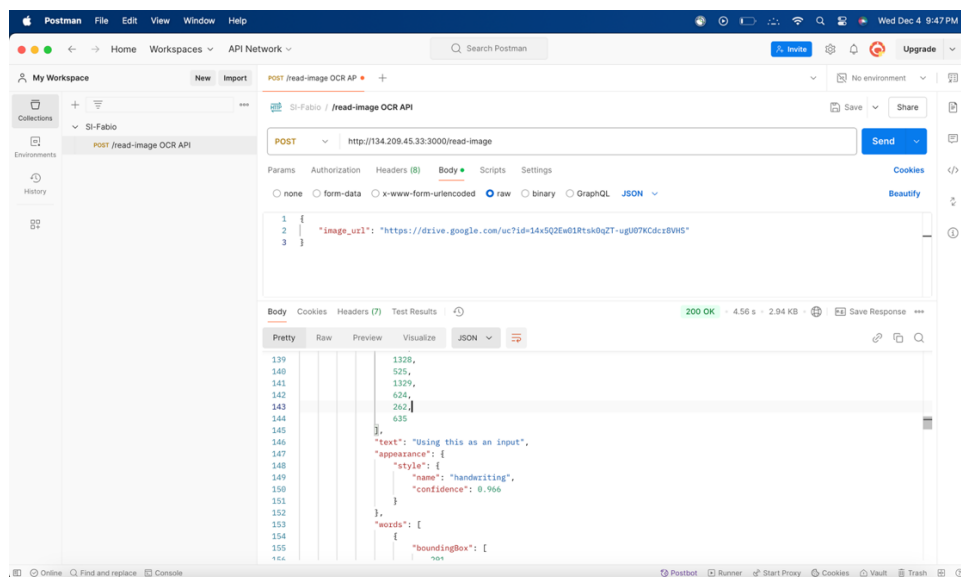 Postman File Edit View Window Help Wed Dec 4 9:47 PM
Home Workspaces API Network Search Postman Invite Upgrade
My Workspace New Import POST /read-image OCR AP No environment
Collections
SI-Fabio
SI-Fabio / /read-image OCR API Save Share
POST /read-image OCR API
Environments
History
POST http://134.209.45.33:3000/read-image Send
Params Authorization Headers (8) Body Scripts Settings Cookies
none form-data x-www-form-urlencoded raw binary GraphQL JSON Beautify
1 {
2 "image_url": "https://drive.google.com/uc?id=14x5Q2Ew01Rtsk0qZT-ugU07KCdcr8VH5"
3 }
Body Cookies Headers (7) Test Results 200 OK 4.56 s 2.94 KB Save Response
Pretty Raw Preview Visualize JSON
139 1328,
140 525,
141 1329,
142 624,
143 262,
144 635
145 ],
146 "text": "Using this as an input",
147 "appearance": {
148 "style": {
149 "name": "handwriting",
150 "confidence": 0.966
151 }
152 },
153 "words": [
154 {
155 "boundingBox": [
Online Find and replace Console Postbot Runner Start Proxy Cookies Vault Trash